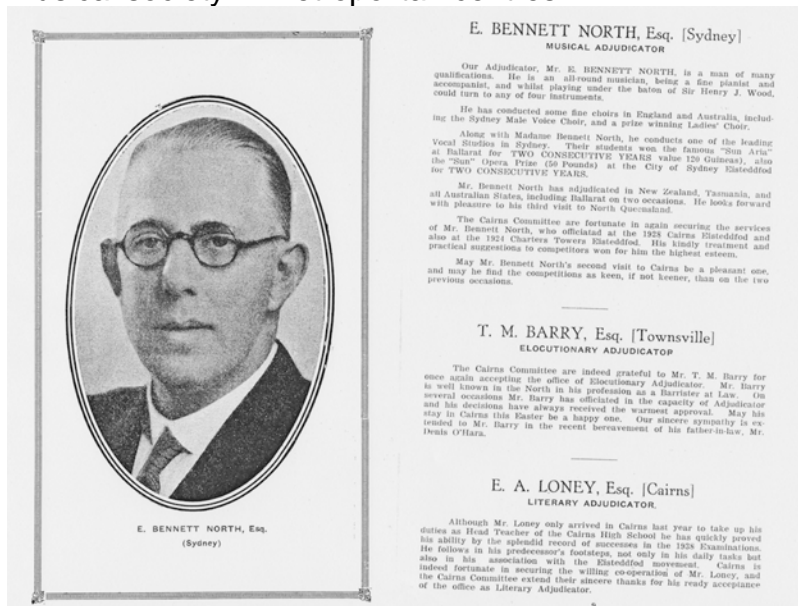 E. BENNETT NORTH, Esq.
(Sydney)
E. BENNETT NORTH, Esq. [Sydney]
MUSICAL ADJUDICATOR
Our Adjudicator, Mr. E. BENNETT NORTH, is a man of many
qualifications. He is an all-round musician, being a fine pianist and
accompanist, and whilst playing under the baton of Sir Henry J. Wood,
could turn to any of four instruments.
He has conducted some fine choirs in England and Australia, includ-
ing the Sydney Male Voice Choir, and a prize winning Ladies' Choir.
Along with Madame Bennett North, he conducts one of the leading
Vocal Studios in Sydney. Their students won the famous "Sun Aria"
at Ballarat for TWO CONSECUTIVE YEARS value 120 Guineas), also
the "Sun" Opera Prize (50 Pounds) at the City of Sydney Eisteddfod
for TWO CONSECUTIVE YEARS.
Mr. Bennett North has adjudicated in New Zealand, Tasmania, and
all Australian States, including Ballarat on two occasions. He looks forward
with pleasure to his third visit to North Queensland.
The Cairns Committee are fortunate in again securing the services
of Mr. Bennett North, who officiatad at the 1928 Cairns Eisteddfod and
also at the 1924 Charters Towers Eisteddfod. His kindly treatment and
practical suggestions to competitors won for him the highest esteem.
May Mr. Bennett North's second visit to Cairns be a pleasant one,
and may he find the competitions as keen, if not keener, than on the two
previous occasions.
T. M. BARRY, Esq. [Townsville]
ELOCUTIONARY ADJUDICATOR
The Cairns Committee are indeed grateful to Mr. T. M. Barry for
once again accepting the office of Elocutionary Adjudicator. Mr. Barry
is well known in the North in his profession as a Barrister at Law. On
several occasions Mr. Barry has officiated in the capacity of Adjudicator
and his decisions have always received the warmest approval. May his
stay in Cairns this Easter be a happy one. Our sincere sympathy is ex-
tended to Mr. Barry in the recent bereavement of his father-in-law, Mr.
Denis O'Hara.
E. A. LONEY, Esq. [Cairns]
LITERARY ADJUDICATOR.
Although Mr. Loney only arrived in Cairns last year to take up his
duties as Head Teacher of the Cairns High School he has quickly proved
his ability by the splendid record of successes in the 1928 Examinations.
He follows in his predecessor's footsteps, not only in his daily tasks but
also in his association with the Eisteddfod movement. Cairns is
indeed fortunate in securing the willing co-operation of Mr. Loney, and
the Cairns Committee extend their sincere thanks for his ready acceptance
of the office as Literary Adjudicator.